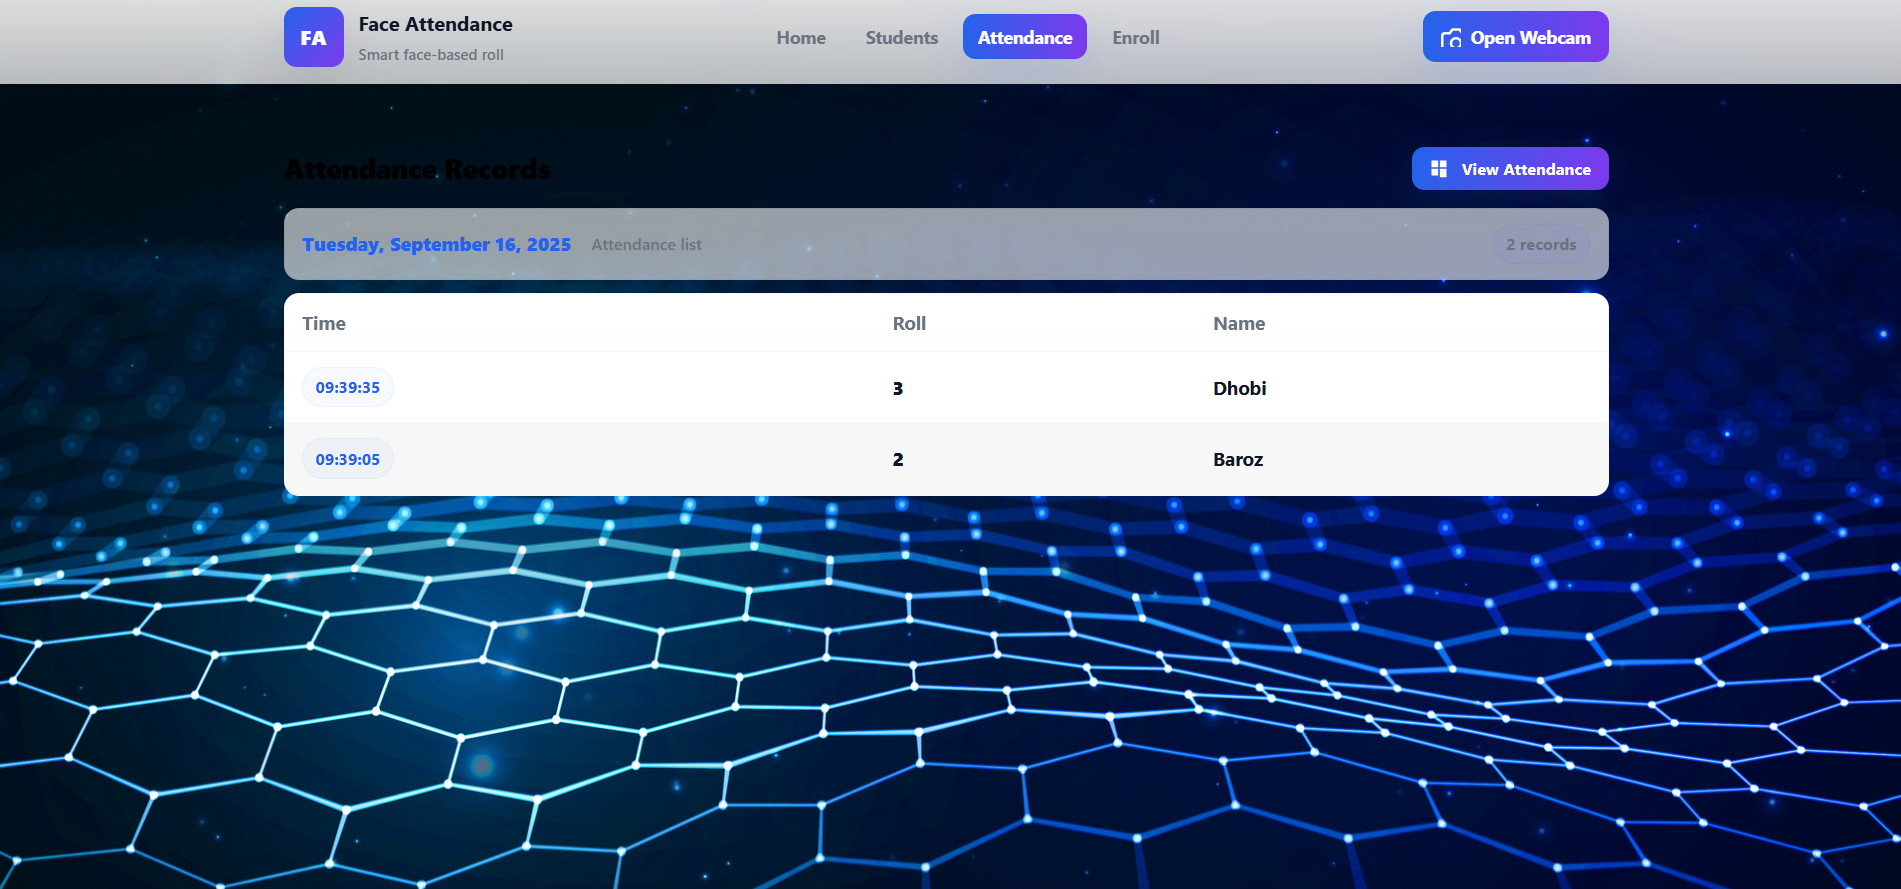 FA
Face Attendance
Smart face-based roll
Home Students Attendance Enroll
Open Webcam
Attendance Records
View Attendance
Tuesday, September 16, 2025 Attendance list 2 records
Time Roll Name
09:39:35 3 Dhobi
09:39:05 2 Baroz